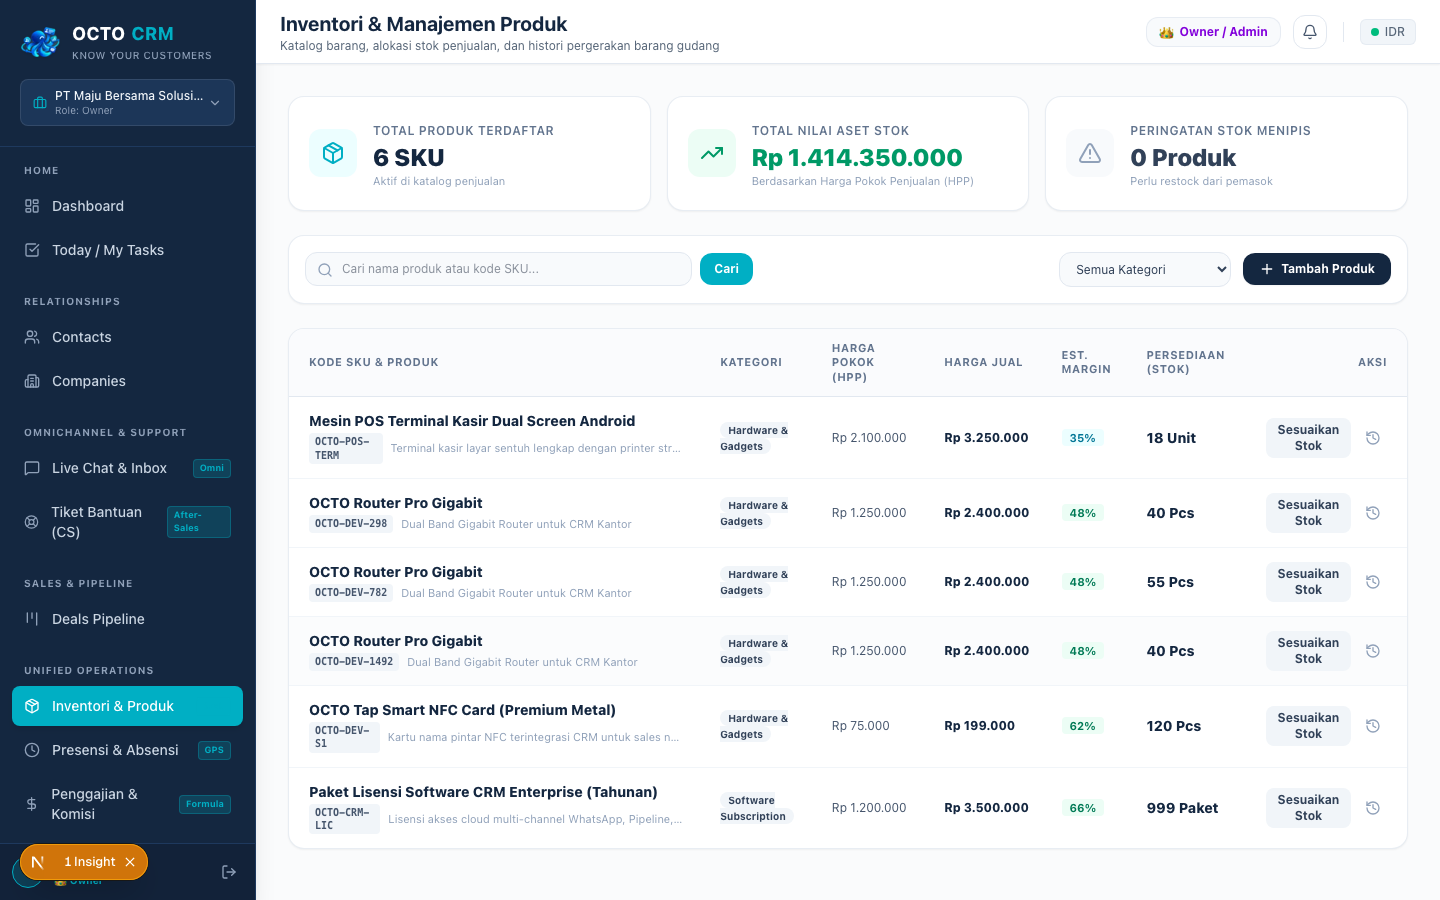 OCTO CRM
KNOW YOUR CUSTOMERS
PT Maju Bersama Solusi...
Role: Owner
HOME
Dashboard
Today / My Tasks
RELATIONSHIPS
Contacts
Companies
OMNICHANNEL & SUPPORT
Live Chat & Inbox
Omni
Tiket Bantuan
(CS)
After-
Sales
SALES & PIPELINE
Deals Pipeline
UNIFIED OPERATIONS
Inventori & Produk
Presensi & Absensi
GPS
Penggajian &
Komisi
Formula
1 Insight
Owner
Inventori & Manajemen Produk
Katalog barang, alokasi stok penjualan, dan histori pergerakan barang gudang
Owner / Admin
IDR
TOTAL PRODUK TERDAFTAR
6 SKU
Aktif di katalog penjualan
TOTAL NILAI ASET STOK
Rp 1.414.350.000
Berdasarkan Harga Pokok Penjualan (HPP)
PERINGATAN STOK MENIPIS
0 Produk
Perlu restock dari pemasok
Cari nama produk atau kode SKU...
Cari
Semua Kategori
+ Tambah Produk
KODE SKU & PRODUK
KATEGORI
HARGA
POKOK
(HPP)
HARGA JUAL
EST.
MARGIN
PERSEDIAAN
(STOK)
AKSI
Mesin POS Terminal Kasir Dual Screen Android
OCTO-POS-
TERM
Terminal kasir layar sentuh lengkap dengan printer str...
Hardware &
Gadgets
Rp 2.100.000
Rp 3.250.000
35%
18 Unit
Sesuaikan
Stok
OCTO Router Pro Gigabit
OCTO-DEV-298
Dual Band Gigabit Router untuk CRM Kantor
Hardware &
Gadgets
Rp 1.250.000
Rp 2.400.000
48%
40 Pcs
Sesuaikan
Stok
OCTO Router Pro Gigabit
OCTO-DEV-782
Dual Band Gigabit Router untuk CRM Kantor
Hardware &
Gadgets
Rp 1.250.000
Rp 2.400.000
48%
55 Pcs
Sesuaikan
Stok
OCTO Router Pro Gigabit
OCTO-DEV-1492
Dual Band Gigabit Router untuk CRM Kantor
Hardware &
Gadgets
Rp 1.250.000
Rp 2.400.000
48%
40 Pcs
Sesuaikan
Stok
OCTO Tap Smart NFC Card (Premium Metal)
OCTO-DEV-
S1
Kartu nama pintar NFC terintegrasi CRM untuk sales n...
Hardware &
Gadgets
Rp 75.000
Rp 199.000
62%
120 Pcs
Sesuaikan
Stok
Paket Lisensi Software CRM Enterprise (Tahunan)
OCTO-CRM-
LIC
Lisensi akses cloud multi-channel WhatsApp, Pipeline,...
Software
Subscription
Rp 1.200.000
Rp 3.500.000
66%
999 Paket
Sesuaikan
Stok